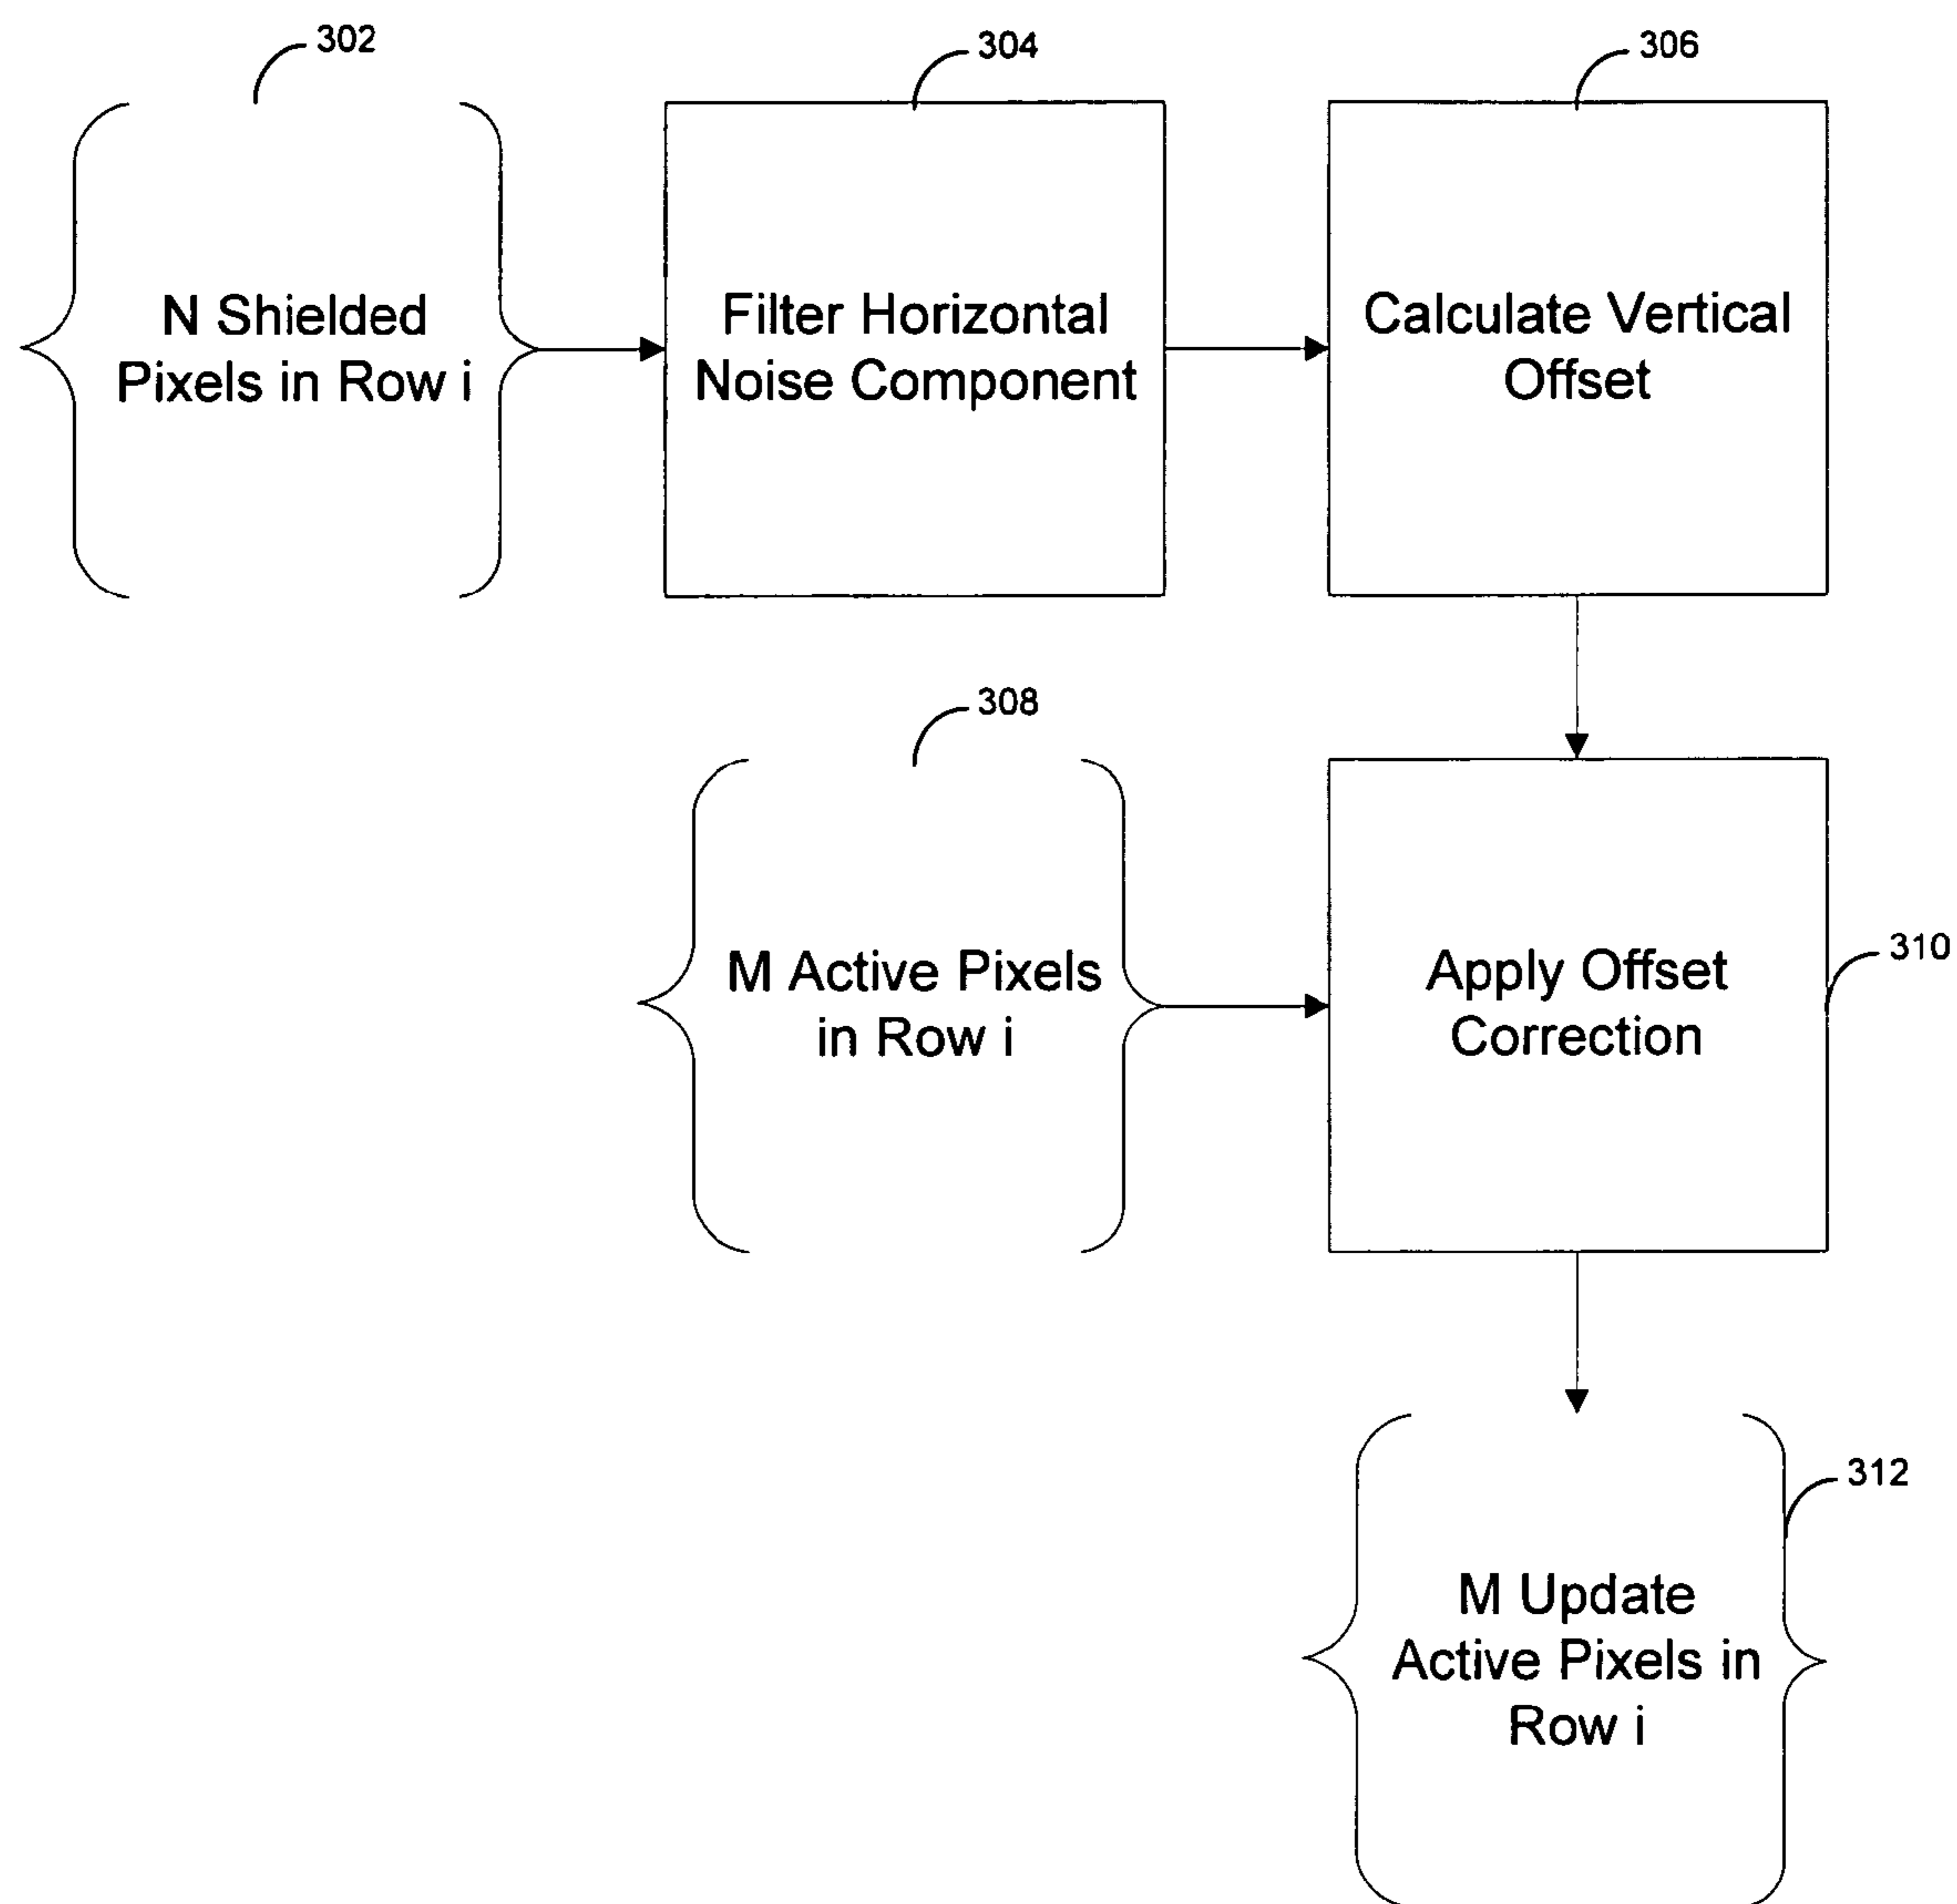 302
N Shielded
Pixels in Row i
304
Filter Horizontal
Noise Component
306
Calculate Vertical
Offset
308
M Active Pixels
in Row i
310
Apply Offset
Correction
312
M Update
Active Pixels in
Row i